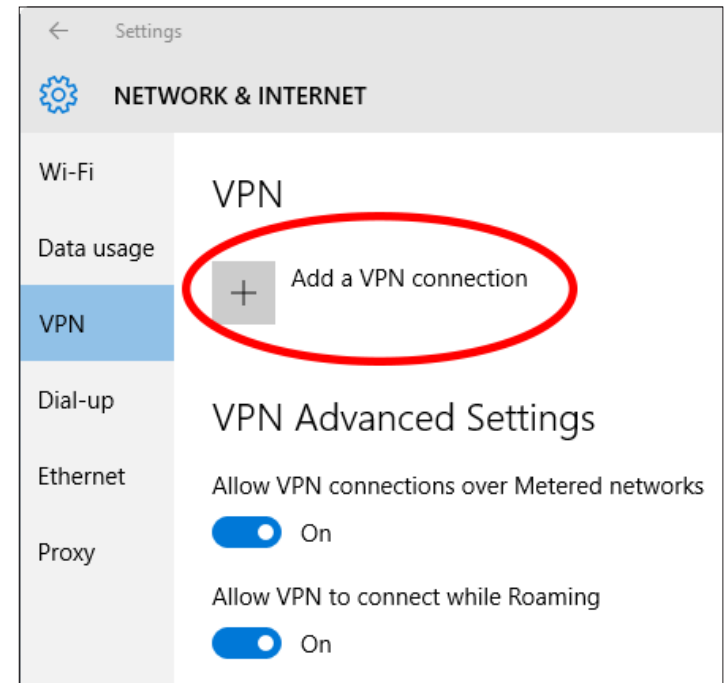 Settings
NETWORK & INTERNET
Wi-Fi
Data usage
VPN
Dial-up
Ethernet
Proxy
VPN
Add a VPN connection
VPN Advanced Settings
Allow VPN connections over Metered networks
On
Allow VPN to connect while Roaming
On